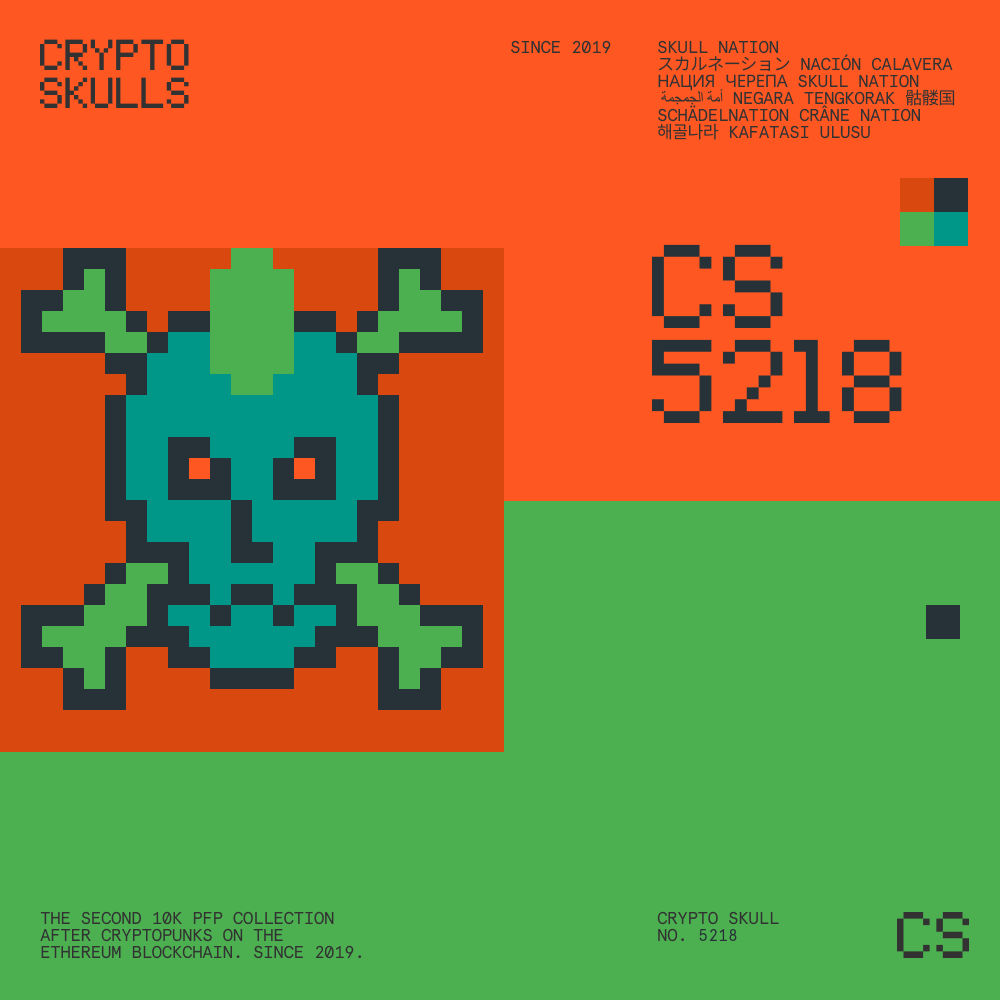 CRYPTO
SKULLS
SINCE 2019
SKULL NATION
スカルネーション NACIÓN CALAVERA
НАЦИЯ ЧЕРЕПА SKULL NATION
أمة الجمجمة NEGARA TENGKORAK 骷髅国
SCHÄDELNATION CRÂNE NATION
해골나라 KAFATASI ULUSU
CS
5218
THE SECOND 10K PFP COLLECTION
AFTER CRYPTOPUNKS ON THE
ETHEREUM BLOCKCHAIN. SINCE 2019.
CRYPTO SKULL
NO. 5218
CS